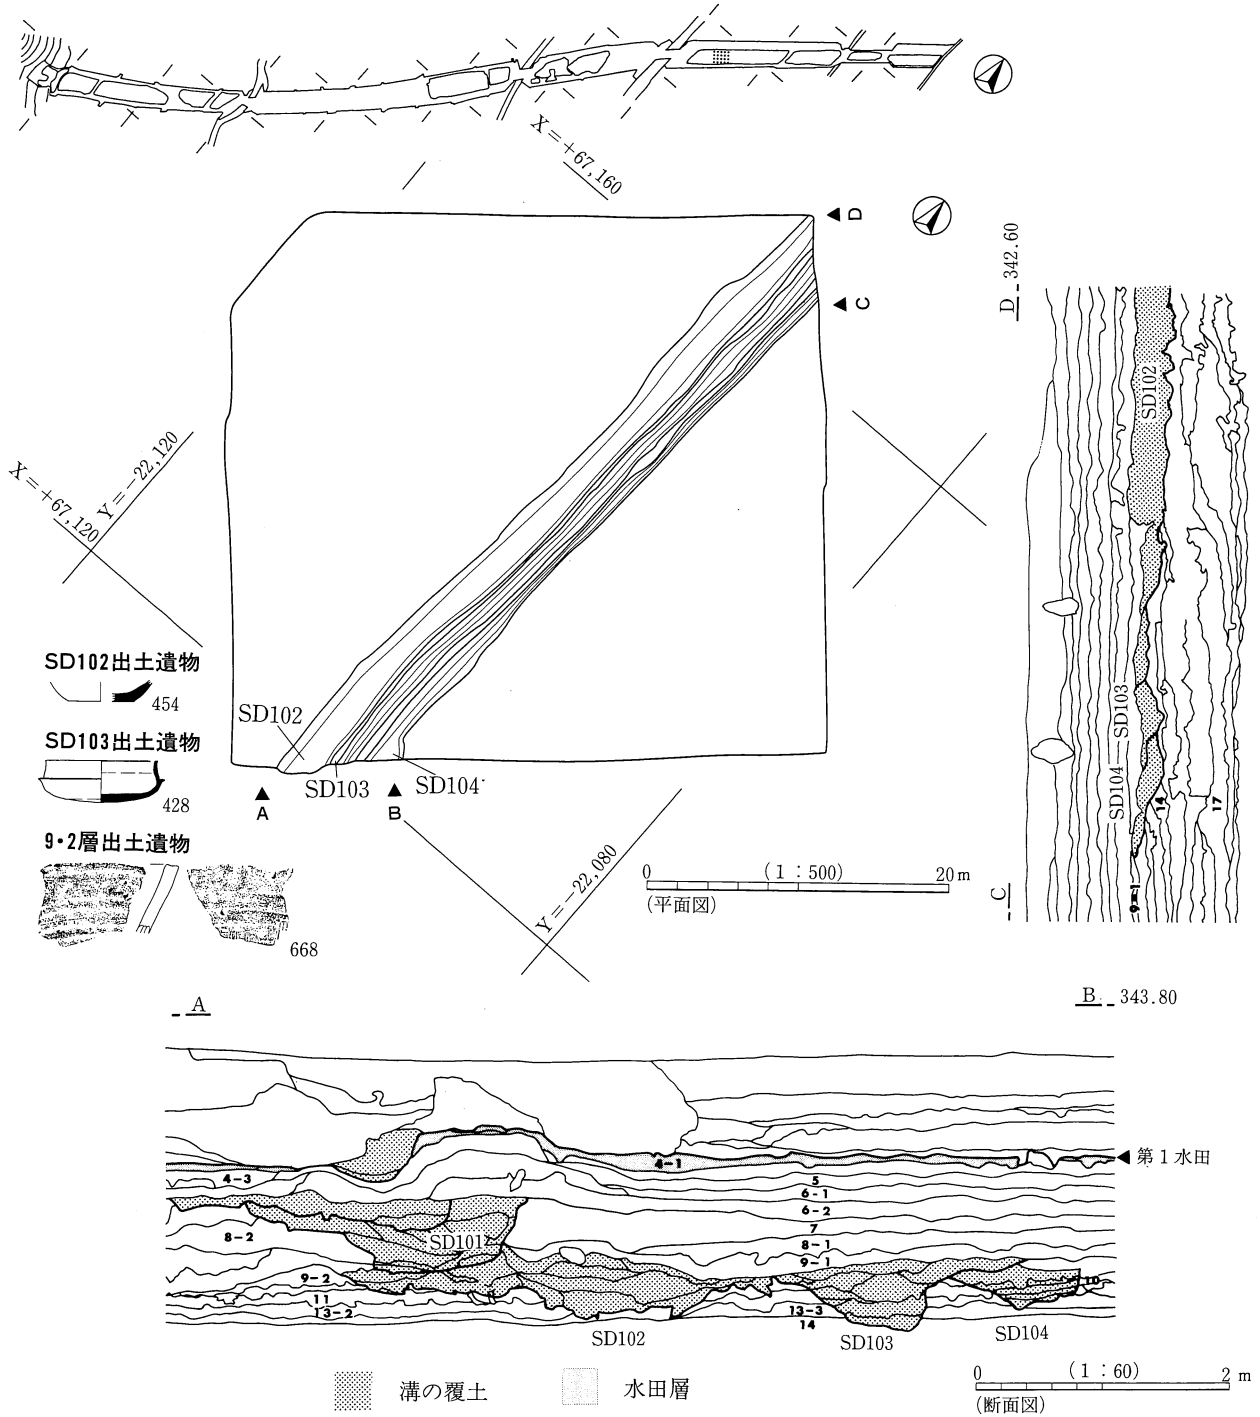 X=+67,160
D
C
D 342.60
SD102
SD103
SD104
14
17
9-1
C
Y=-22,120
X=+67,120
SD102出土遺物
454
SD103出土遺物
428
9・2層出土遺物
668
SD102
SD103
SD104
A
B
Y=-22,080
0 (1：500) 20m
(平面図)
A
B 343.80
4-1
第1水田
4-3
5
6-1
6-2
7
8-2
SD101
8-1
9-1
9-2
10
11
13-2
13-3
14
SD102
SD103
SD104
溝の覆土
水田層
0 (1：60) 2m
(断面図)